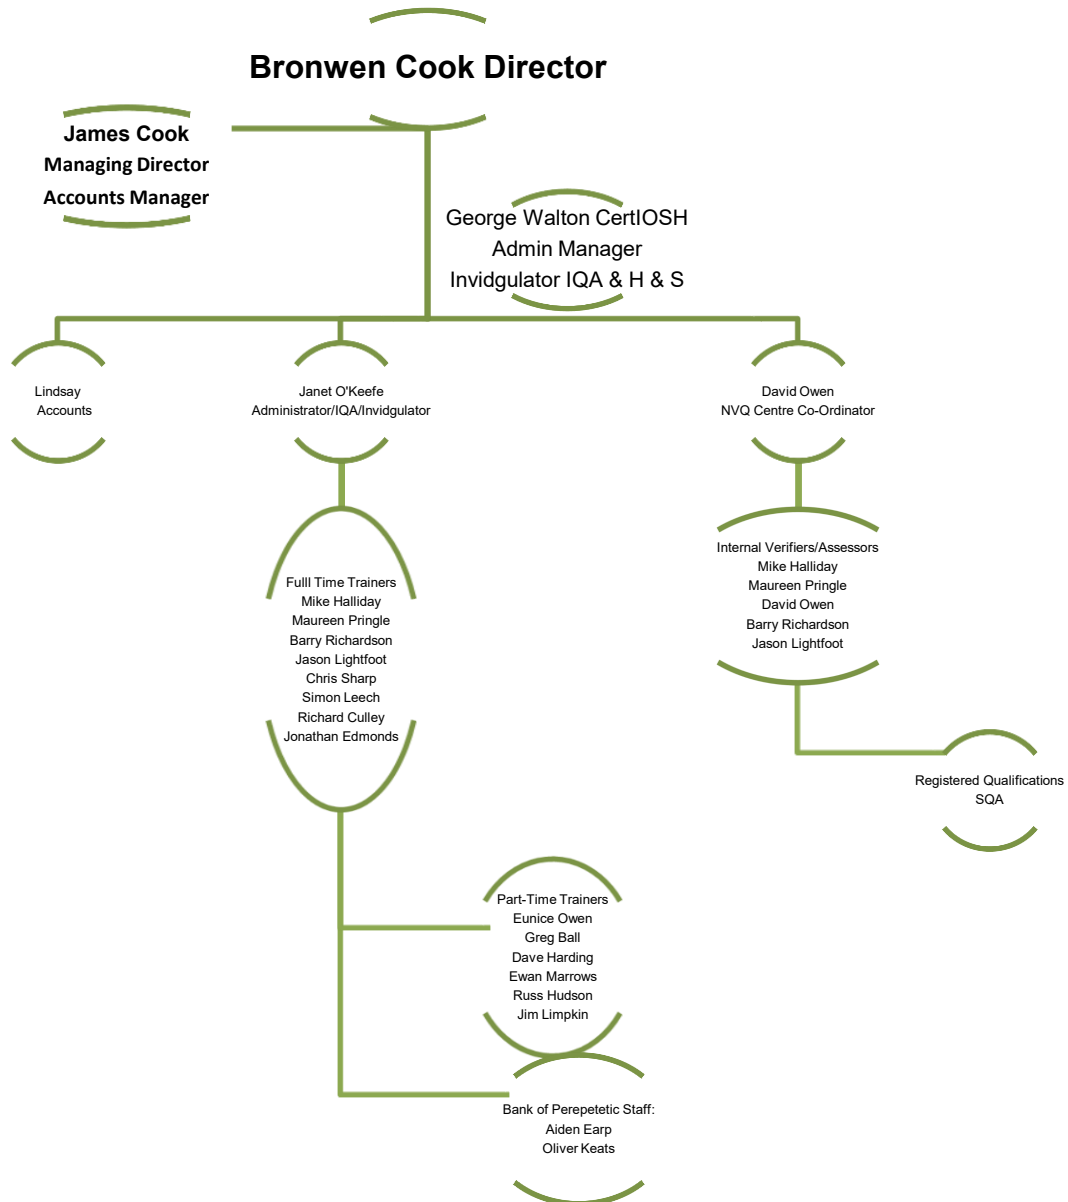 Bronwen Cook Director
James Cook
Managing Director
Accounts Manager
George Walton CertIOSH
Admin Manager
Invidgulator IQA & H & S
Lindsay
Accounts
Janet O'Keefe
Administrator/IQA/Invidgulator
David Owen
NVQ Centre Co-Ordinator
Fulll Time Trainers
Mike Halliday
Maureen Pringle
Barry Richardson
Jason Lightfoot
Chris Sharp
Simon Leech
Richard Culley
Jonathan Edmonds
Internal Verifiers/Assessors
Mike Halliday
Maureen Pringle
David Owen
Barry Richardson
Jason Lightfoot
Registered Qualifications
SQA
Part-Time Trainers
Eunice Owen
Greg Ball
Dave Harding
Ewan Marrows
Russ Hudson
Jim Limpkin
Bank of Perepetetic Staff:
Aiden Earp
Oliver Keats